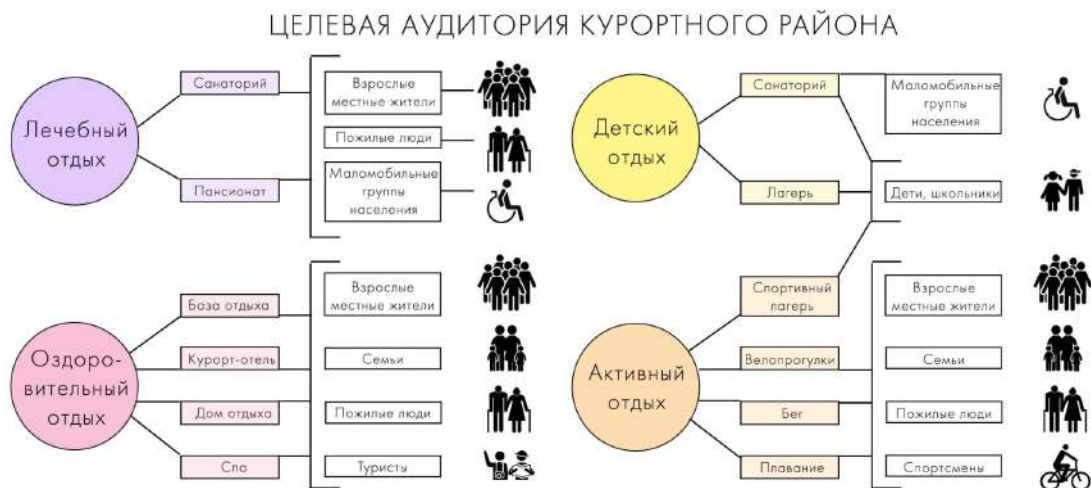 ЦЕЛЕВАЯ АУДИТОРИЯ КУРОРТНОГО РАЙОНА
Лечебный
отдых
Санаторий
Пансионат
Взрослые
местные жители
Пожилые люди
Маломобильные
группы
населения
Детский
отдых
Санаторий
Лагерь
Маломобильные
группы
населения
Дети, школьники
Оздоро-
вительный
отдых
База отдыха
Курорт-отель
Дом отдыха
Спа
Взрослые
местные жители
Семьи
Пожилые люди
Туристы
Активный
отдых
Спортивный
лагерь
Велопрогулки
Бег
Плавание
Взрослые
местные жители
Семьи
Пожилые люди
Спортсмены